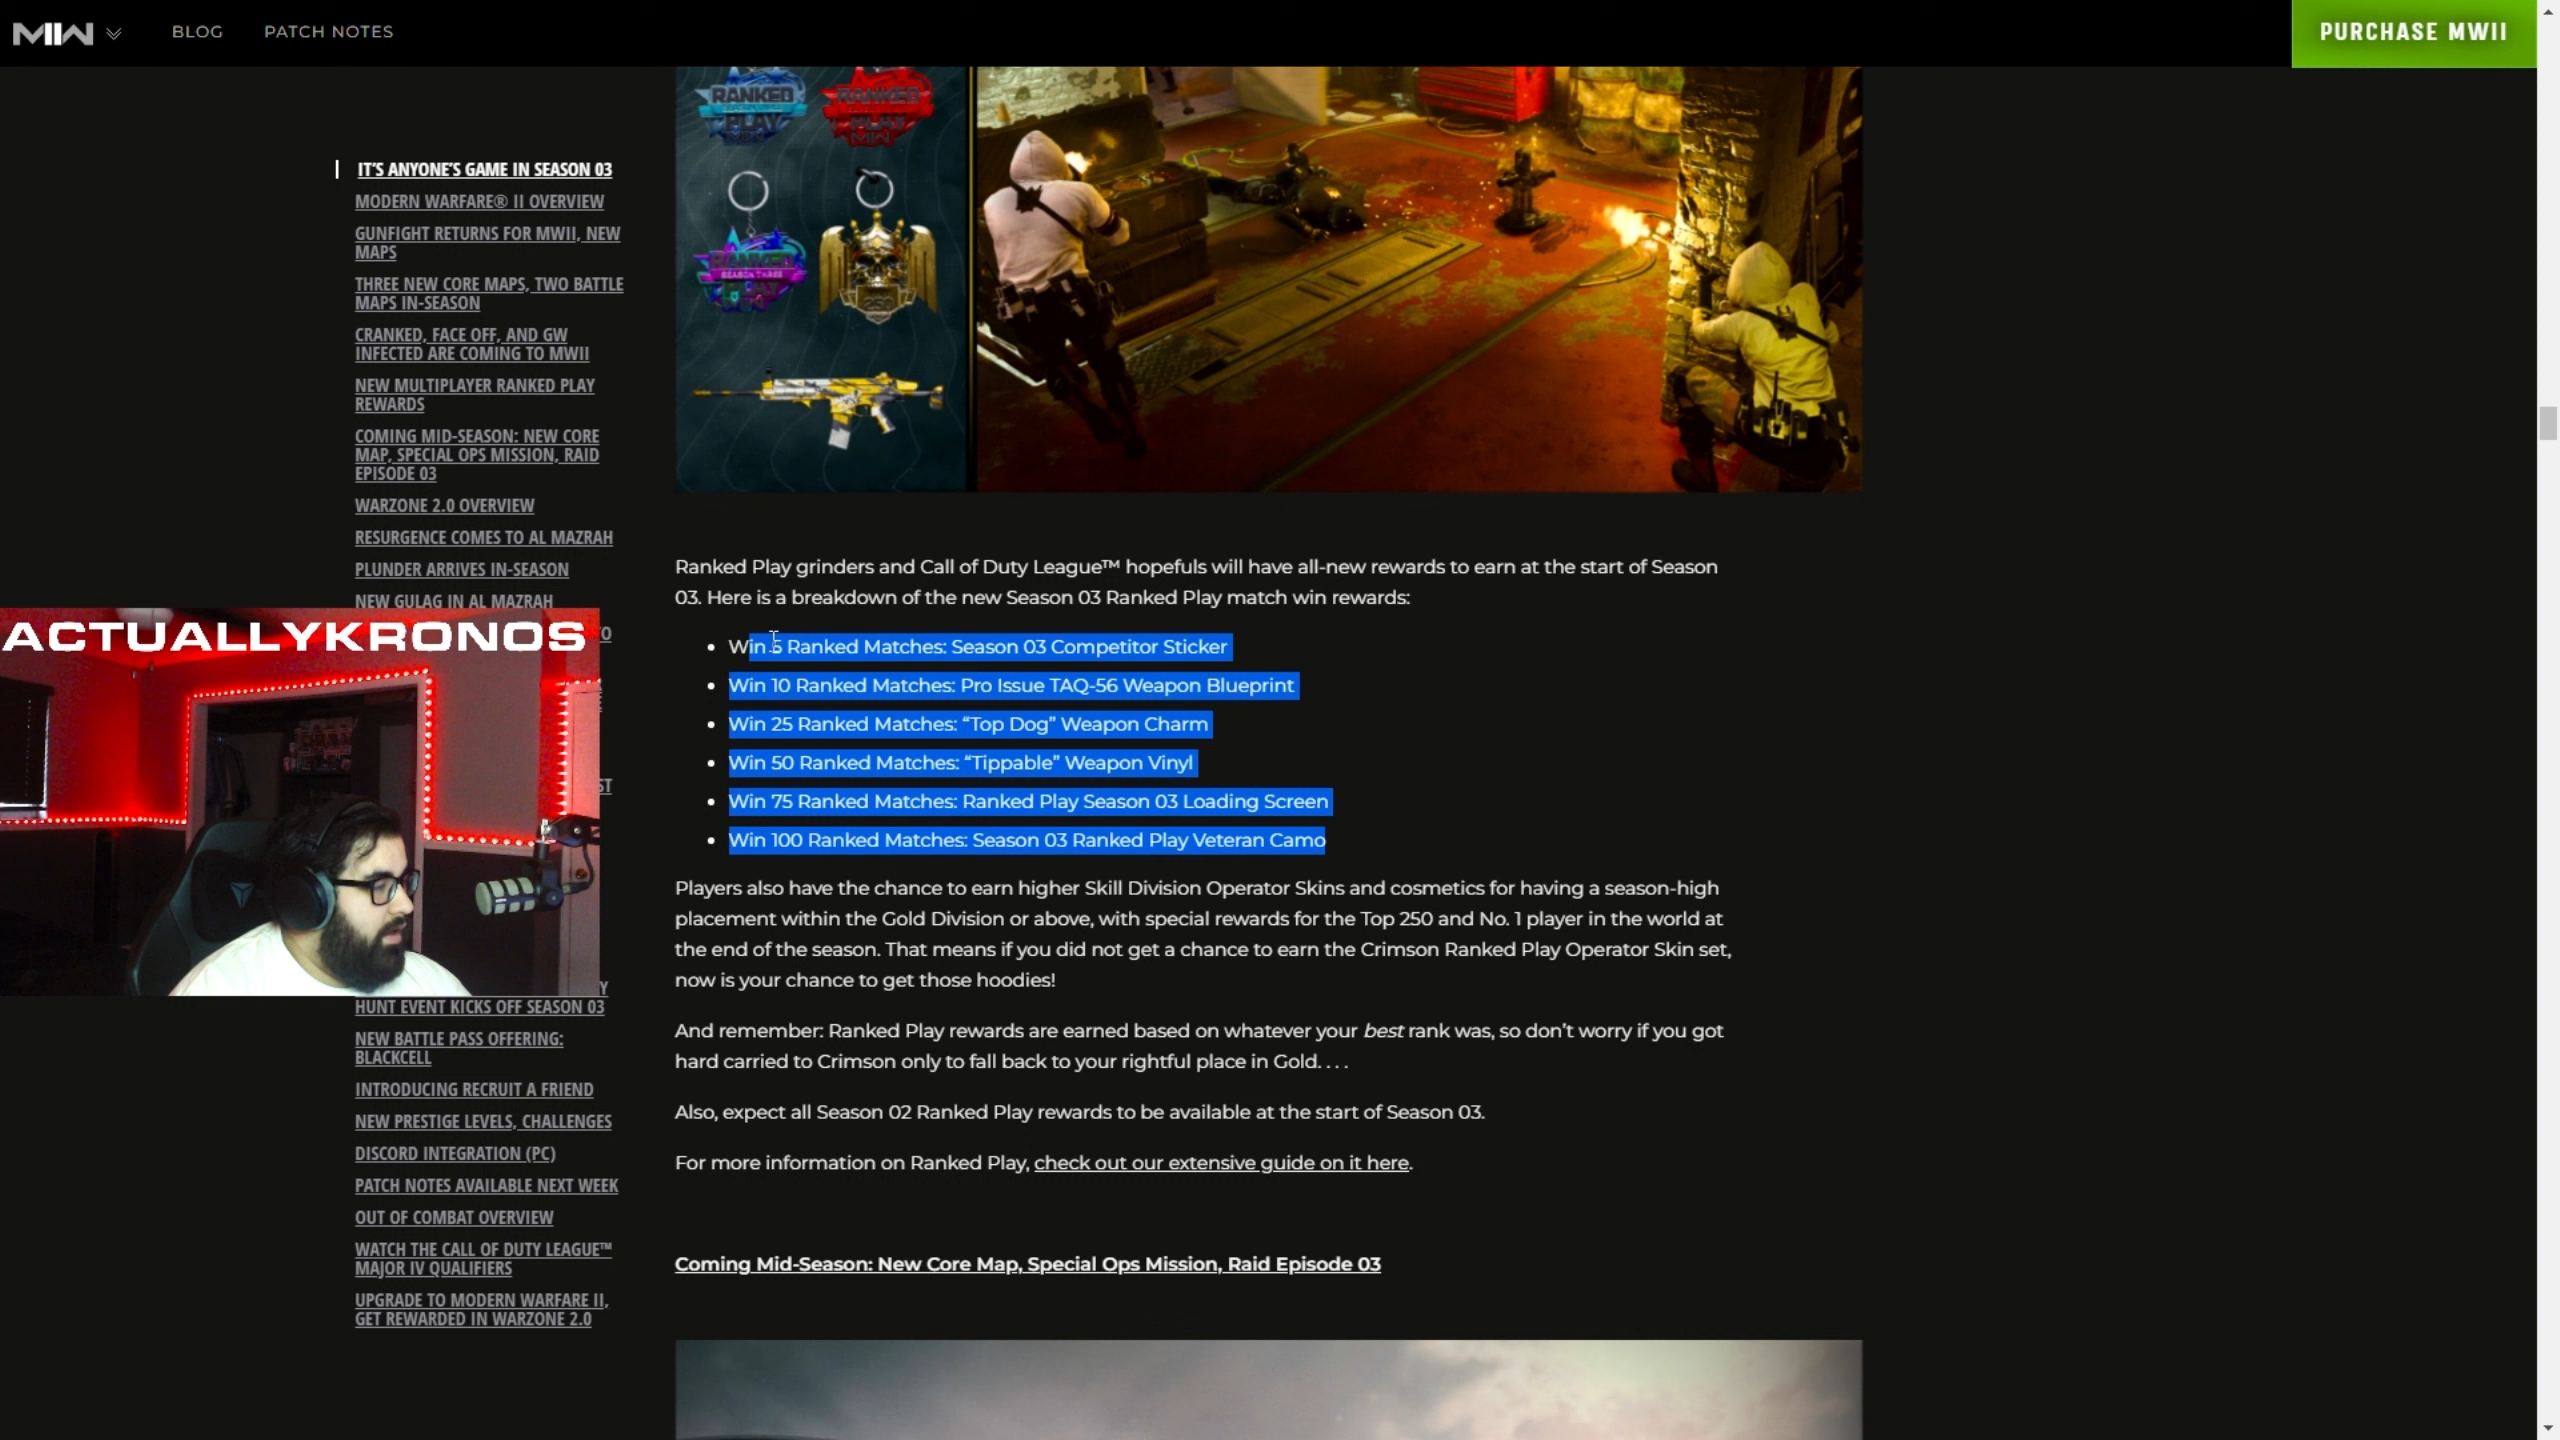 MIIW
BLOG
PATCH NOTES
PURCHASE MWII
IT'S ANYONE'S GAME IN SEASON 03
MODERN WARFARE® II OVERVIEW
GUNFIGHT RETURNS FOR MWII, NEW
MAPS
THREE NEW CORE MAPS, TWO BATTLE
MAPS IN-SEASON
CRANKED, FACE OFF, AND GW
INFECTED ARE COMING TO MWII
NEW MULTIPLAYER RANKED PLAY
REWARDS
COMING MID-SEASON: NEW CORE
MAP, SPECIAL OPS MISSION, RAID
EPISODE 03
WARZONE 2.0 OVERVIEW
RESURGENCE COMES TO AL MAZRAH
PLUNDER ARRIVES IN-SEASON
NEW GULAG IN AL MAZRAH
ACTUALLYKRONOS
HUNT EVENT KICKS OFF SEASON 03
NEW BATTLE PASS OFFERING:
BLACKCELL
INTRODUCING RECRUIT A FRIEND
NEW PRESTIGE LEVELS, CHALLENGES
DISCORD INTEGRATION (PC)
PATCH NOTES AVAILABLE NEXT WEEK
OUT OF COMBAT OVERVIEW
WATCH THE CALL OF DUTY LEAGUE™
MAJOR IV QUALIFIERS
UPGRADE TO MODERN WARFARE II,
GET REWARDED IN WARZONE 2.0
RANKED
PLAY
RANKED
PLAY
RANKED
SEASON THREE
PLAY
250
Ranked Play grinders and Call of Duty League™ hopefuls will have all-new rewards to earn at the start of Season
03. Here is a breakdown of the new Season 03 Ranked Play match win rewards:
• Win 5 Ranked Matches: Season 03 Competitor Sticker
• Win 10 Ranked Matches: Pro Issue TAQ-56 Weapon Blueprint
• Win 25 Ranked Matches: “Top Dog” Weapon Charm
• Win 50 Ranked Matches: “Tippable” Weapon Vinyl
• Win 75 Ranked Matches: Ranked Play Season 03 Loading Screen
• Win 100 Ranked Matches: Season 03 Ranked Play Veteran Camo
Players also have the chance to earn higher Skill Division Operator Skins and cosmetics for having a season-high
placement within the Gold Division or above, with special rewards for the Top 250 and No. 1 player in the world at
the end of the season. That means if you did not get a chance to earn the Crimson Ranked Play Operator Skin set,
now is your chance to get those hoodies!
And remember: Ranked Play rewards are earned based on whatever your best rank was, so don't worry if you got
hard carried to Crimson only to fall back to your rightful place in Gold. . . .
Also, expect all Season 02 Ranked Play rewards to be available at the start of Season 03.
For more information on Ranked Play, check out our extensive guide on it here.
Coming Mid-Season: New Core Map, Special Ops Mission, Raid Episode 03